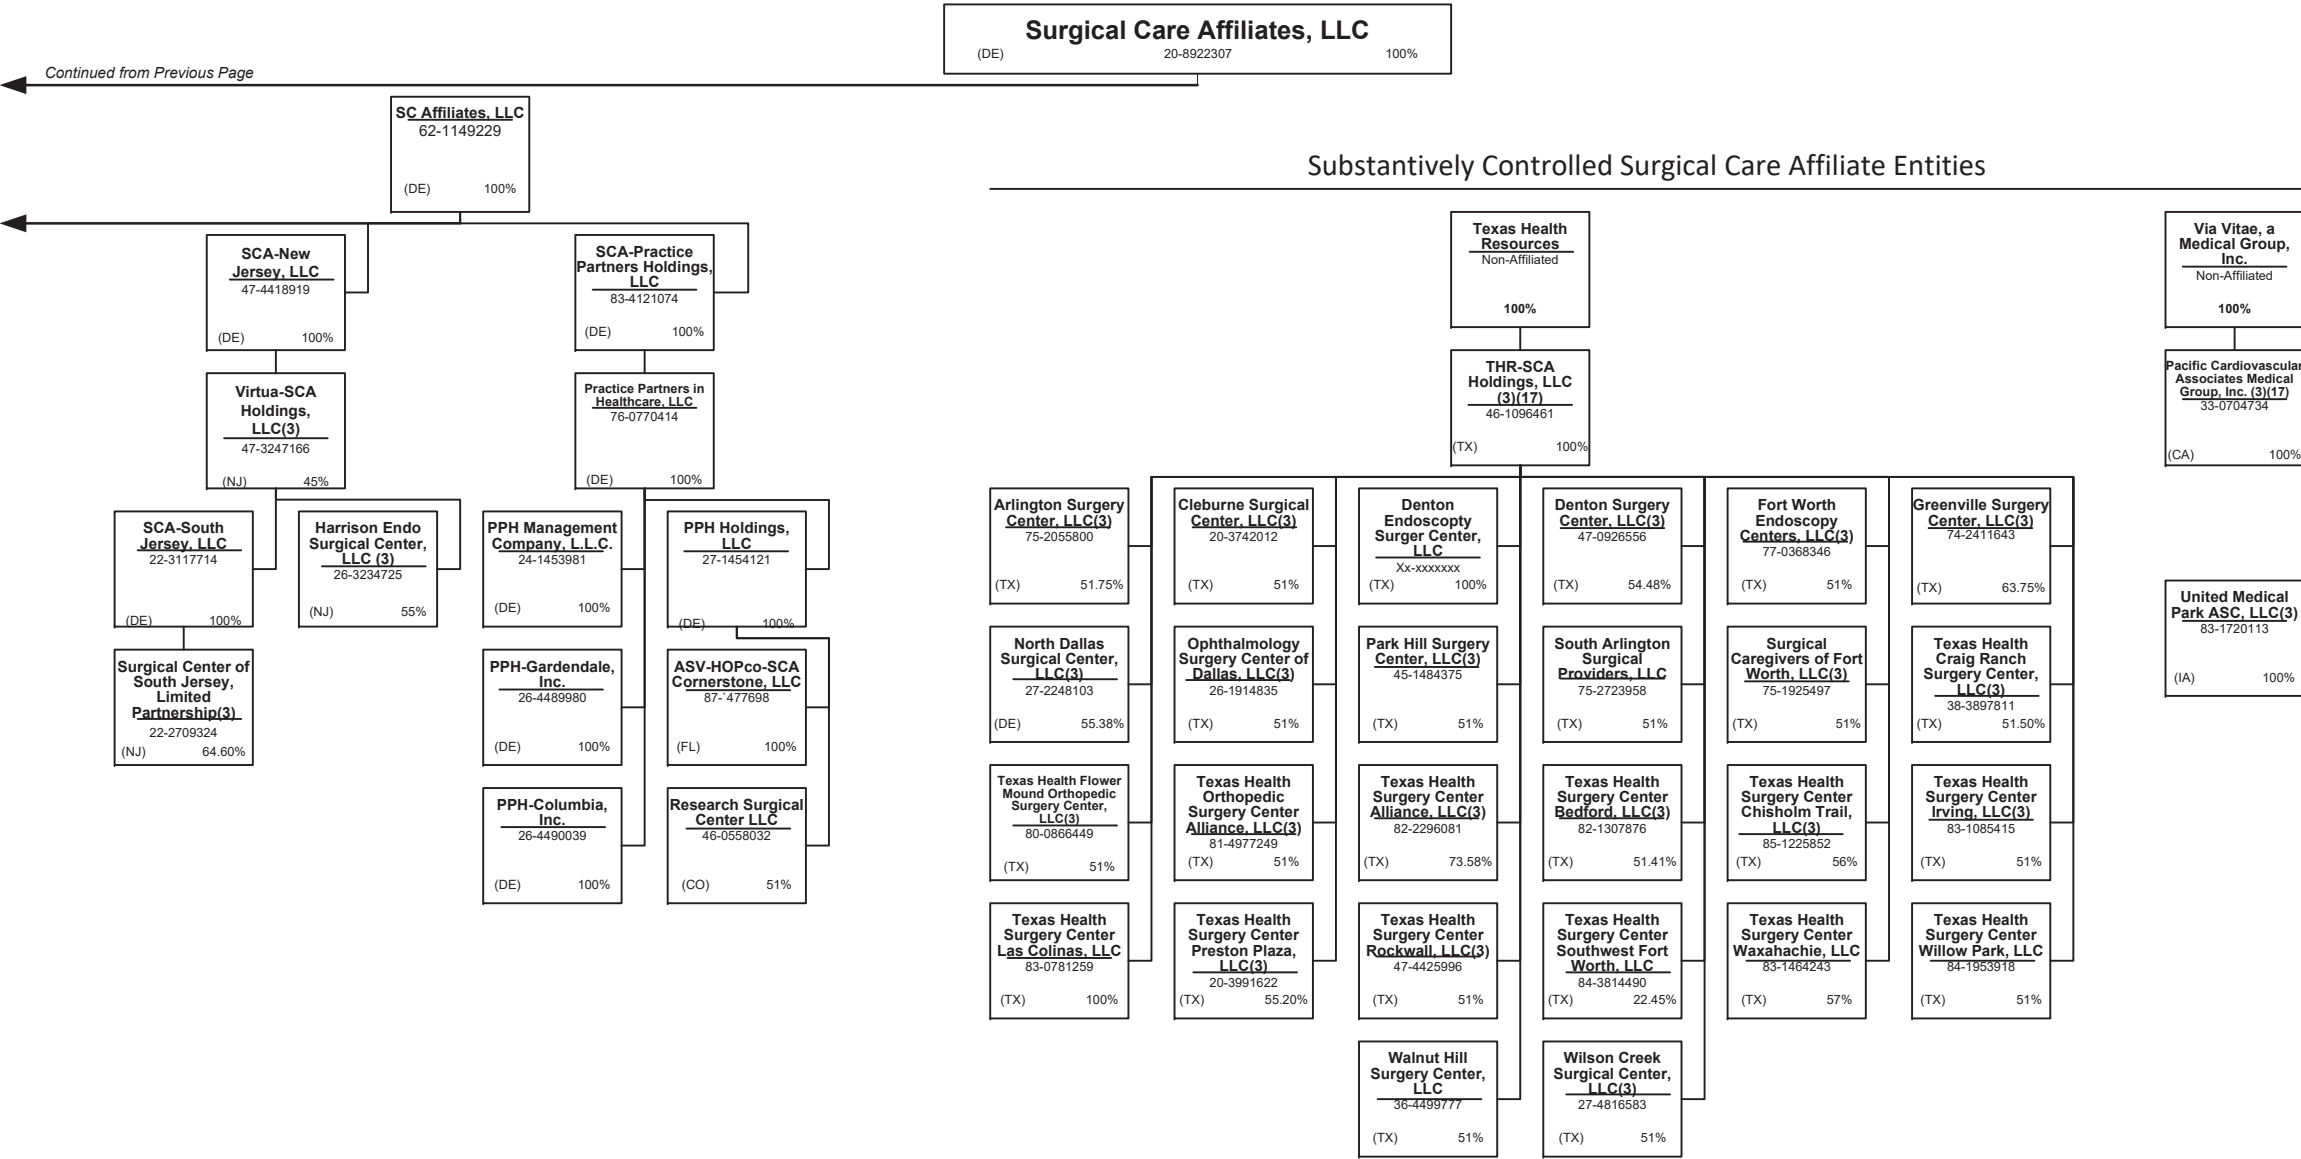 Surgical Care Affiliates, LLC
(DE) 20-8922307 100%
Continued from Previous Page
SC Affiliates, LLC
62-1149229
(DE) 100%
SCA-New
Jersey, LLC
47-4418919
(DE) 100%
SCA-Practice
Partners Holdings,
LLC
83-4121074
(DE) 100%
Virtua-SCA
Holdings,
LLC(3)
47-3247166
(NJ) 45%
Practice Partners in
Healthcare, LLC
76-0770414
(DE) 100%
SCA-South
Jersey, LLC
22-3117714
(DE) 100%
Harrison Endo
Surgical Center,
LLC (3)
26-3234725
(NJ) 55%
PPH Management
Company, L.L.C.
24-1453981
(DE) 100%
PPH Holdings,
LLC
27-1454121
(DE) 100%
Surgical Center of
South Jersey,
Limited
Partnership(3)
22-2709324
(NJ) 64.60%
PPH-Gardendale,
Inc.
26-4489980
(DE) 100%
ASV-HOPco-SCA
Cornerstone, LLC
87-`477698
(FL) 100%
PPH-Columbia,
Inc.
26-4490039
(DE) 100%
Research Surgical
Center LLC
46-0558032
(CO) 51%
Substantively Controlled Surgical Care Affiliate Entities
Texas Health
Resources
Non-Affiliated
100%
THR-SCA
Holdings, LLC
(3)(17)
46-1096461
(TX) 100%
Arlington Surgery
Center, LLC(3)
75-2055800
(TX) 51.75%
Cleburne Surgical
Center, LLC(3)
20-3742012
(TX) 51%
Denton
Endoscopty
Surger Center,
LLC
Xx-xxxxxxx
(TX) 100%
Denton Surgery
Center, LLC(3)
47-0926556
(TX) 54.48%
Fort Worth
Endoscopy
Centers, LLC(3)
77-0368346
(TX) 51%
Greenville Surgery
Center, LLC(3)
74-2411643
(TX) 63.75%
North Dallas
Surgical Center,
LLC(3)
27-2248103
(DE) 55.38%
Ophthalmology
Surgery Center of
Dallas, LLC(3)
26-1914835
(TX) 51%
Park Hill Surgery
Center, LLC(3)
45-1484375
(TX) 51%
South Arlington
Surgical
Providers, LLC
75-2723958
(TX) 51%
Surgical
Caregivers of Fort
Worth, LLC(3)
75-1925497
(TX) 51%
Texas Health
Craig Ranch
Surgery Center,
LLC(3)
38-3897811
(TX) 51.50%
Texas Health Flower
Mound Orthopedic
Surgery Center,
LLC(3)
80-0866449
(TX) 51%
Texas Health
Orthopedic
Surgery Center
Alliance, LLC(3)
81-4977249
(TX) 51%
Texas Health
Surgery Center
Alliance, LLC(3)
82-2296081
(TX) 73.58%
Texas Health
Surgery Center
Bedford, LLC(3)
82-1307876
(TX) 51.41%
Texas Health
Surgery Center
Chisholm Trail,
LLC(3)
85-1225852
(TX) 56%
Texas Health
Surgery Center
Irving, LLC(3)
83-1085415
(TX) 51%
Texas Health
Surgery Center
Las Colinas, LLC
83-0781259
(TX) 100%
Texas Health
Surgery Center
Preston Plaza,
LLC(3)
20-3991622
(TX) 55.20%
Texas Health
Surgery Center
Rockwall, LLC(3)
47-4425996
(TX) 51%
Texas Health
Surgery Center
Southwest Fort
Worth, LLC
84-3814490
(TX) 22.45%
Texas Health
Surgery Center
Waxahachie, LLC
83-1464243
(TX) 57%
Texas Health
Surgery Center
Willow Park, LLC
84-1953918
(TX) 51%
Walnut Hill
Surgery Center,
LLC
36-4499777
(TX) 51%
Wilson Creek
Surgical Center,
LLC(3)
27-4816583
(TX) 51%
Via Vitae, a
Medical Group,
Inc.
Non-Affiliated
100%
Pacific Cardiovascular
Associates Medical
Group, Inc. (3)(17)
33-0704734
(CA) 100%
United Medical
Park ASC, LLC(3)
83-1720113
(IA) 100%